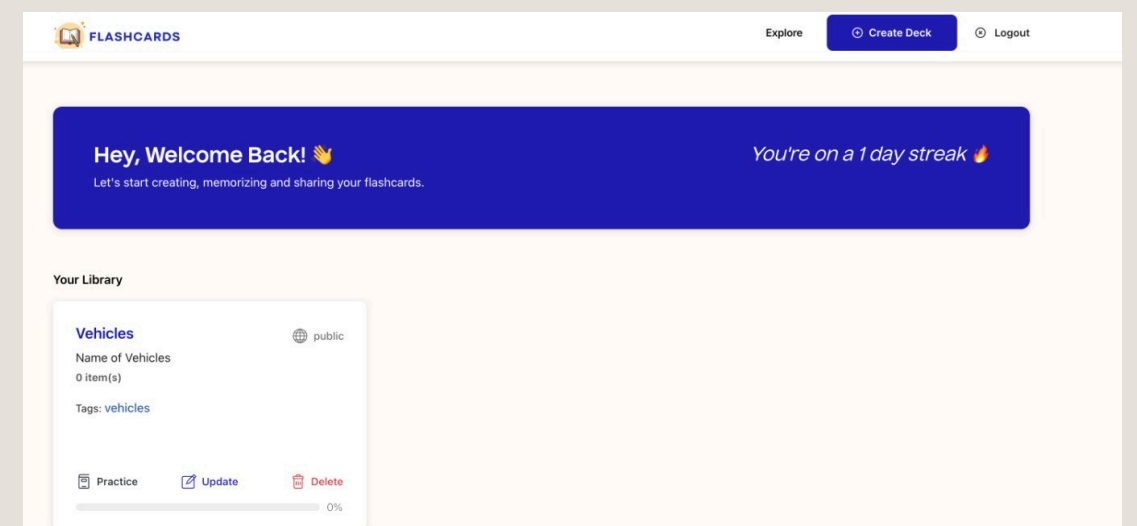 FLASHCARDS
Explore
Create Deck
Logout
Hey, Welcome Back! 👋
You're on a 1 day streak 🔥
Let's start creating, memorizing and sharing your flashcards.
Your Library
Vehicles
public
Name of Vehicles
0 item(s)
Tags: vehicles
Practice
Update
Delete
0%